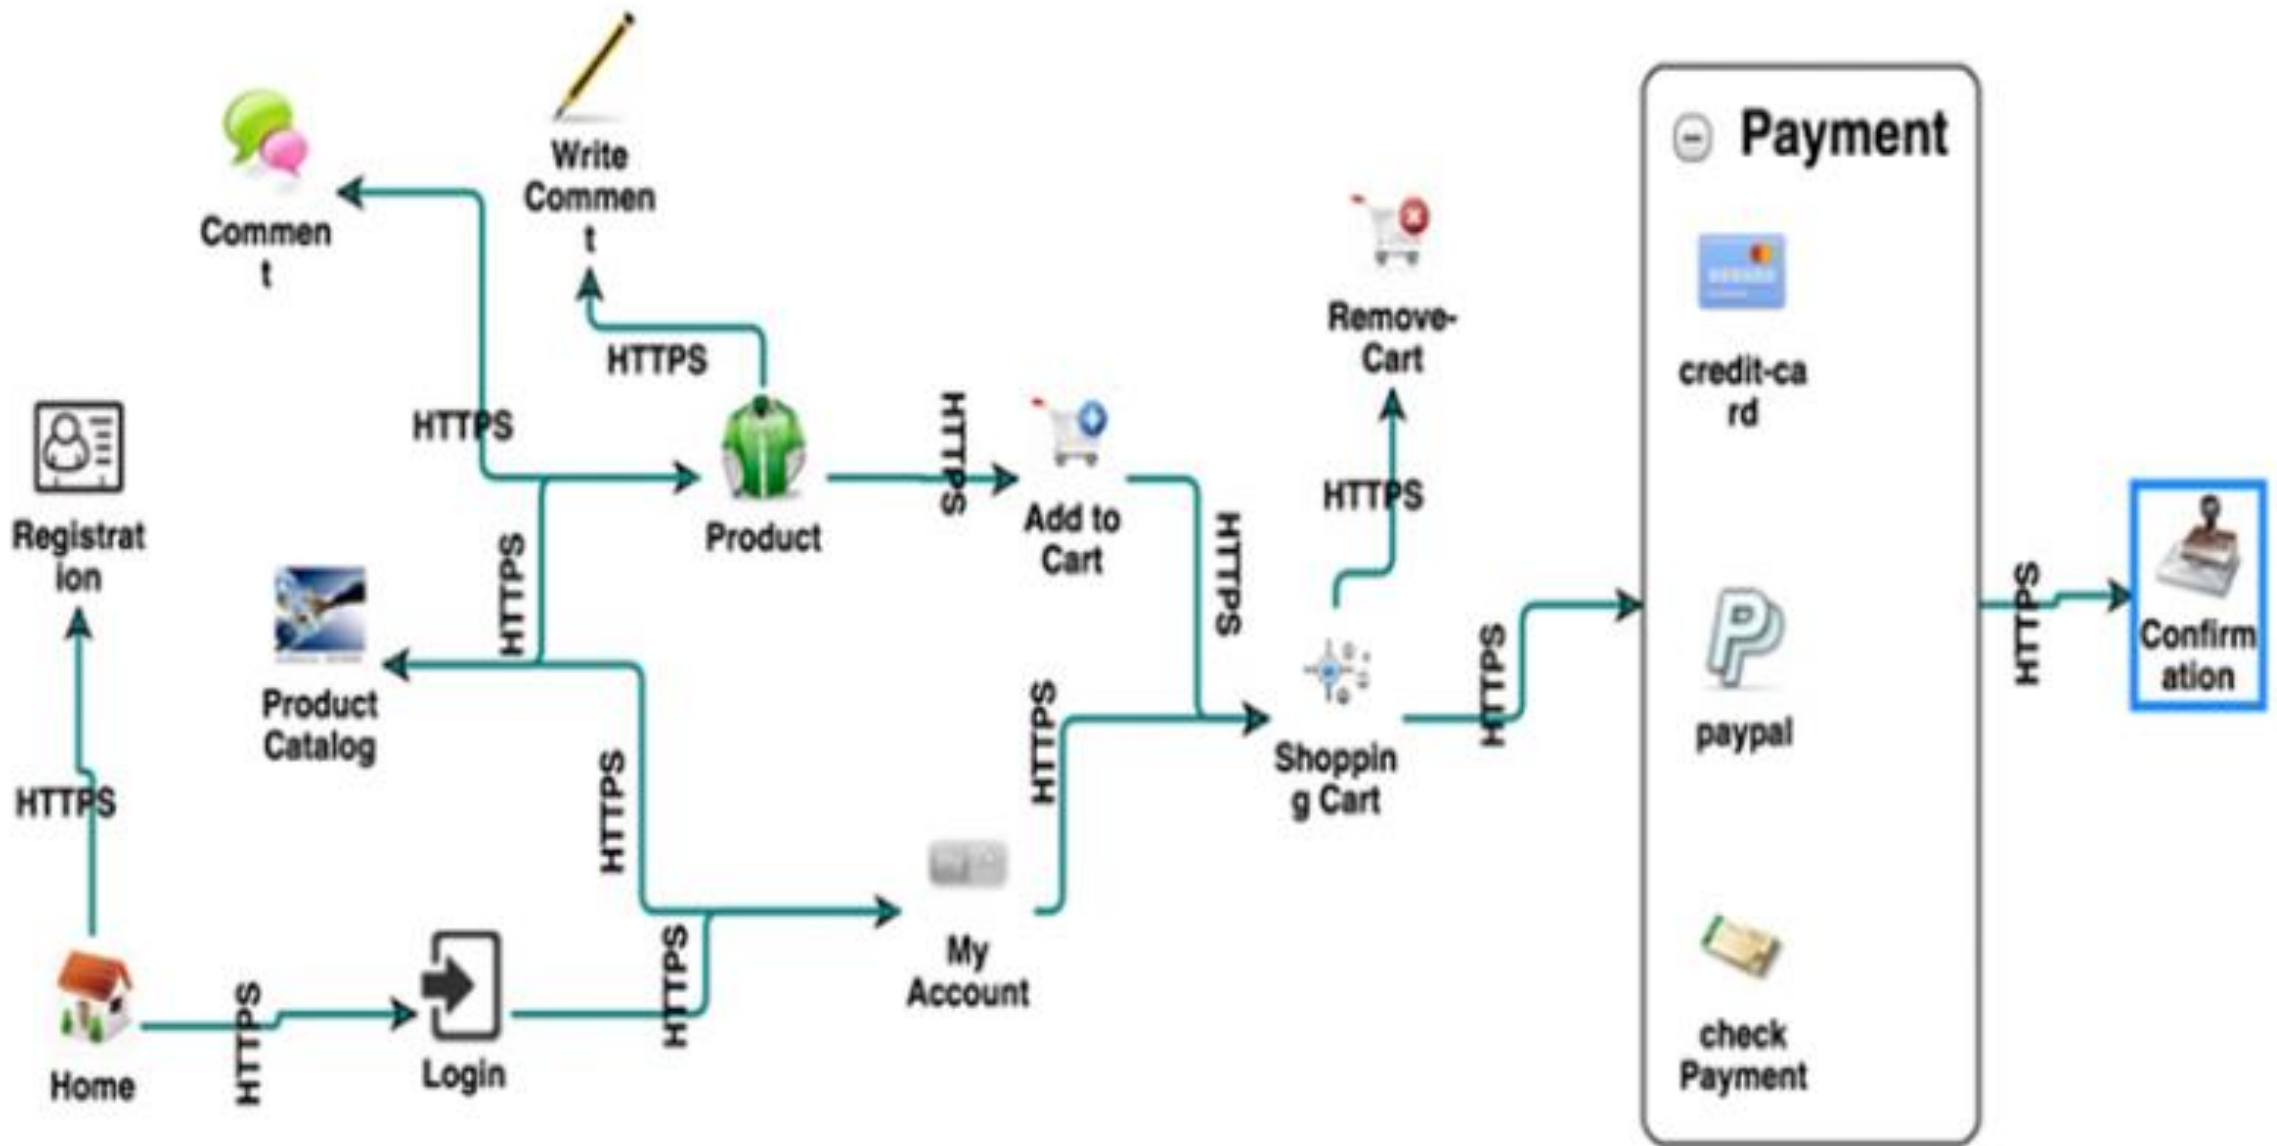 Write
Commen
t
Commen
t
HTTPS
HTTPS
Registrat
ion
HTTPS
HTTPS
Product
Catalog
HTTPS
Product
HTTPS
Add to
Cart
HTTPS
Remove-
Cart
HTTPS
Shoppin
g Cart
HTTPS
HTTPS
My
Account
HTTPS
Login
HTTPS
Home
HTTPS
Payment
credit-ca
rd
paypal
check
Payment
HTTPS
Confirm
ation